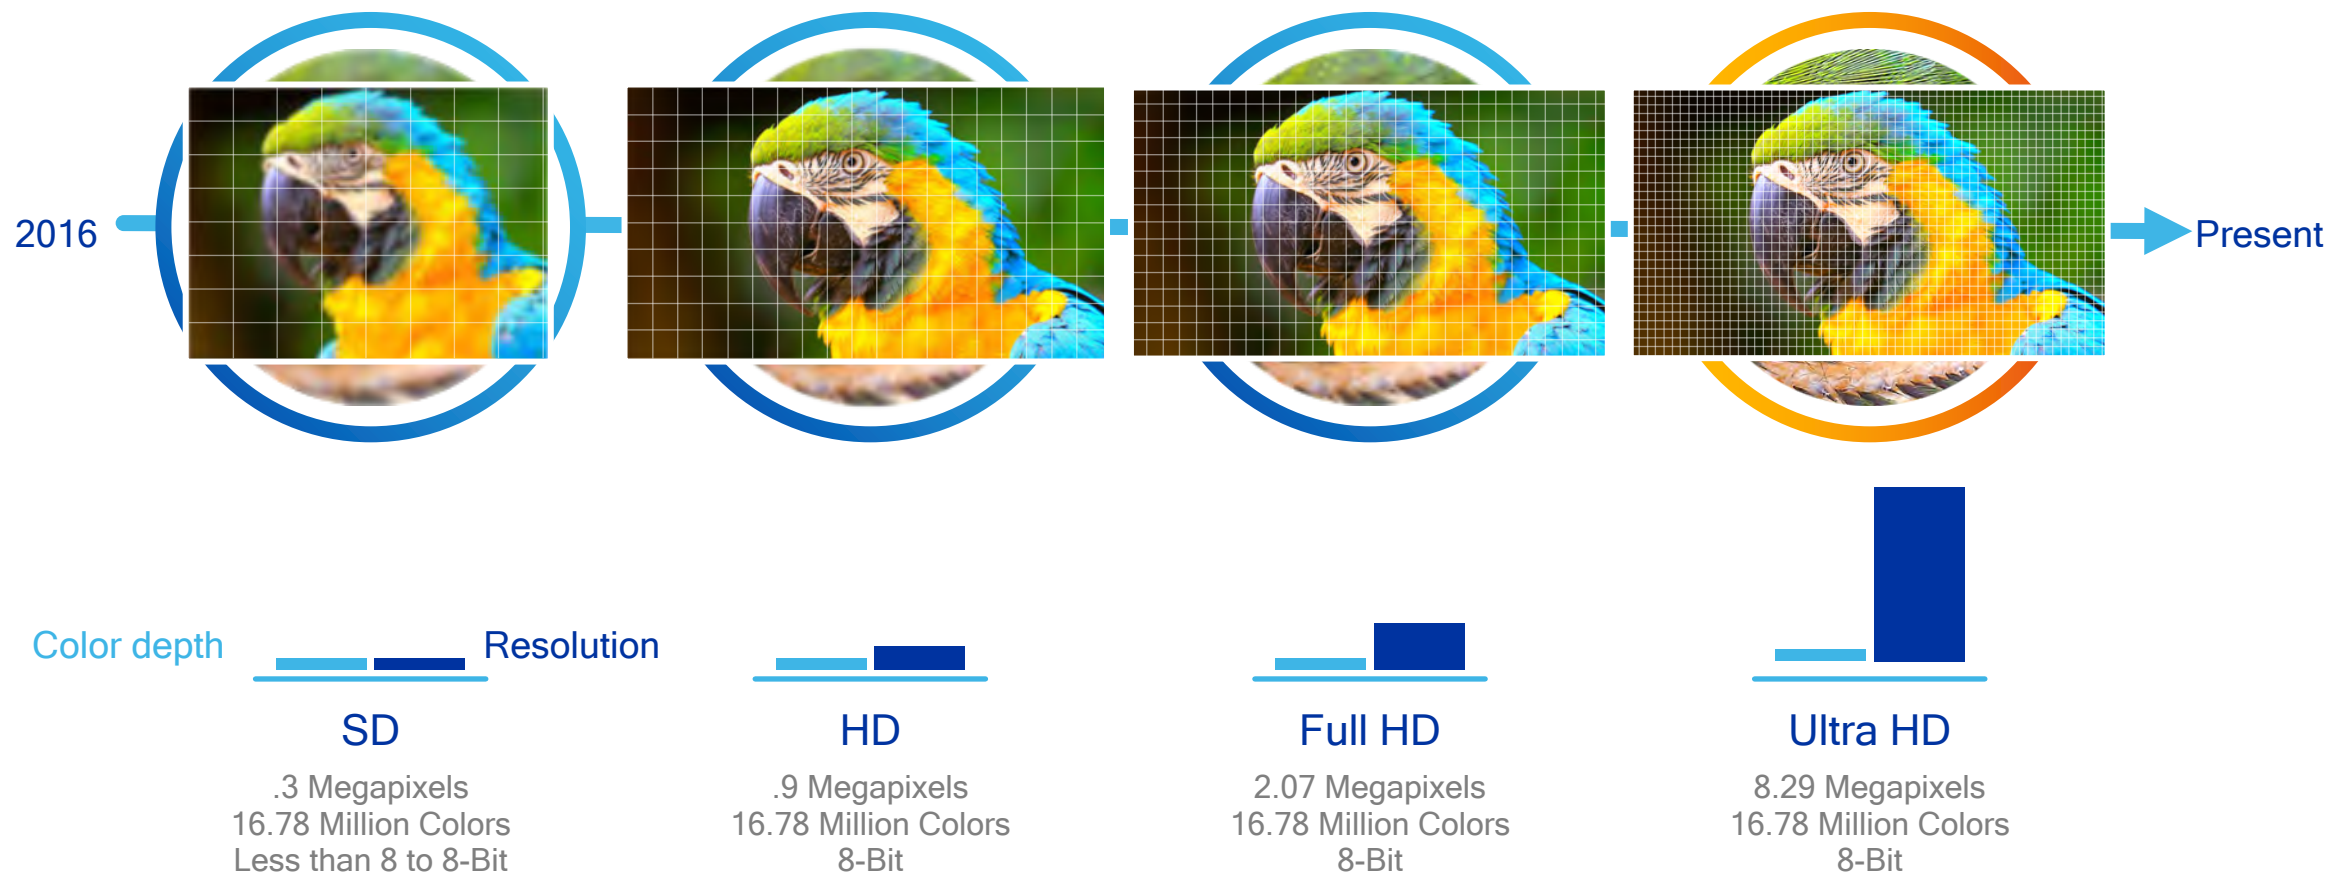 2016
Present
Color depth
Resolution
SD
.3 Megapixels
16.78 Million Colors
Less than 8 to 8-Bit
HD
.9 Megapixels
16.78 Million Colors
8-Bit
Full HD
2.07 Megapixels
16.78 Million Colors
8-Bit
Ultra HD
8.29 Megapixels
16.78 Million Colors
8-Bit